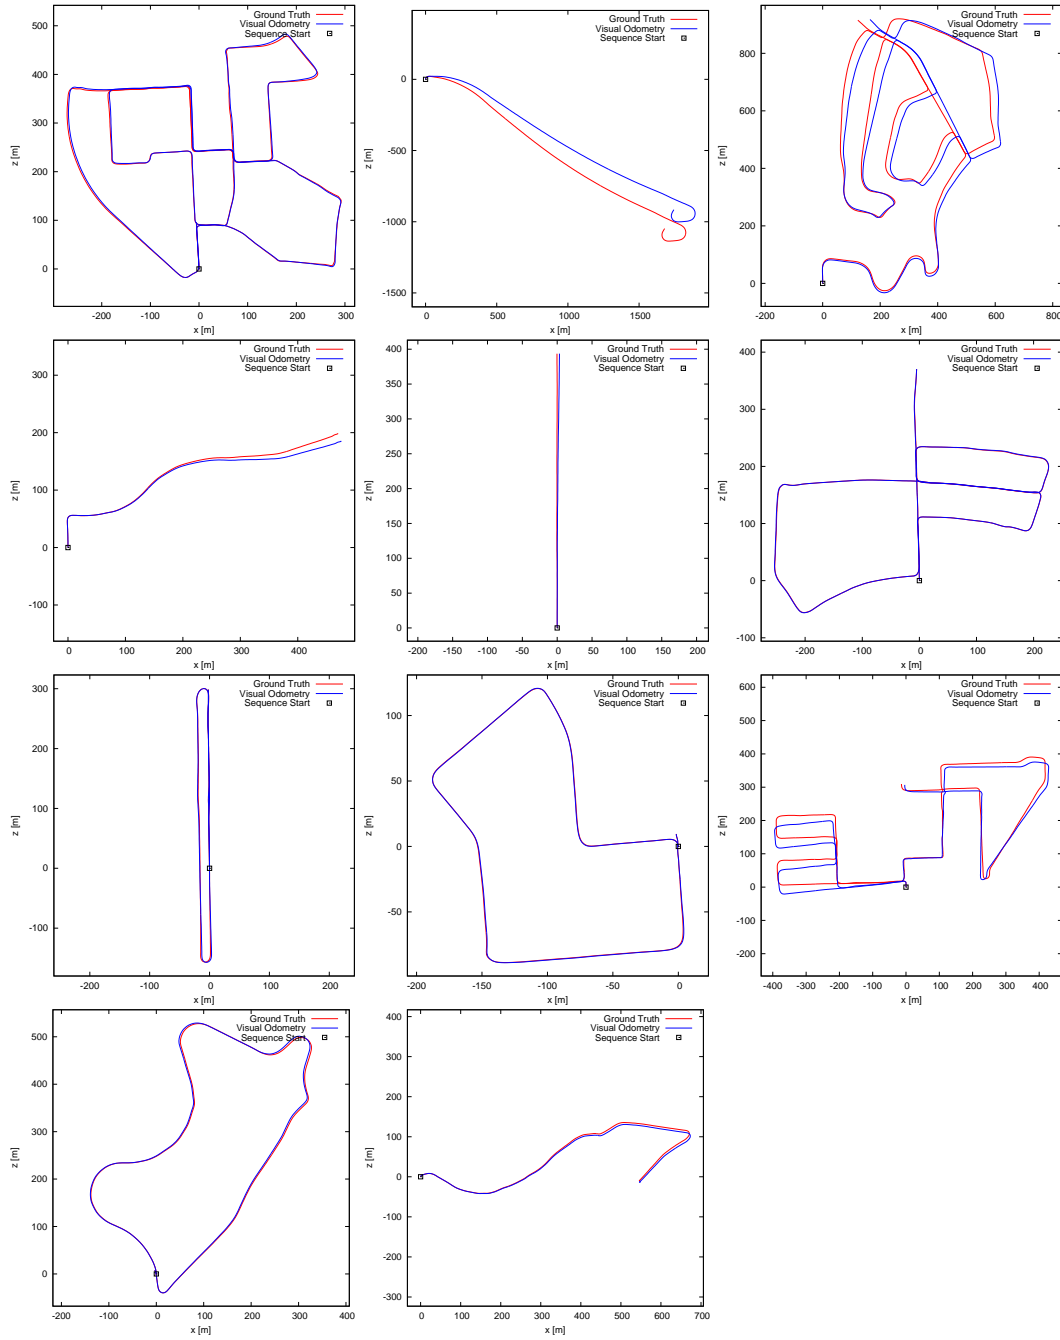 Ground Truth
Visual Odometry
Sequence Start
500
400
300
200
100
0
z [m]
-200 -100 0 100 200 300
x [m]
Ground Truth
Visual Odometry
Sequence Start
0
-500
-1000
-1500
z [m]
0 500 1000 1500
x [m]
Ground Truth
Visual Odometry
Sequence Start
800
600
400
200
0
z [m]
-200 0 200 400 600 800
x [m]
Ground Truth
Visual Odometry
Sequence Start
300
200
100
0
-100
z [m]
0 100 200 300 400
x [m]
Ground Truth
Visual Odometry
Sequence Start
400
350
300
250
200
150
100
50
0
z [m]
-200 -150 -100 -50 0 50 100 150 200
x [m]
Ground Truth
Visual Odometry
Sequence Start
400
300
200
100
0
-100
z [m]
-200 -100 0 100 200
x [m]
Ground Truth
Visual Odometry
Sequence Start
300
200
100
0
-100
z [m]
-200 -100 0 100 200
x [m]
Ground Truth
Visual Odometry
Sequence Start
100
50
0
-50
z [m]
-200 -150 -100 -50 0
x [m]
Ground Truth
Visual Odometry
Sequence Start
600
500
400
300
200
100
0
-100
-200
z [m]
-400 -300 -200 -100 0 100 200 300 400
x [m]
Ground Truth
Visual Odometry
Sequence Start
500
400
300
200
100
0
z [m]
-200 -100 0 100 200 300 400
x [m]
Ground Truth
Visual Odometry
Sequence Start
400
300
200
100
0
-100
-200
-300
z [m]
0 100 200 300 400 500 600 700
x [m]